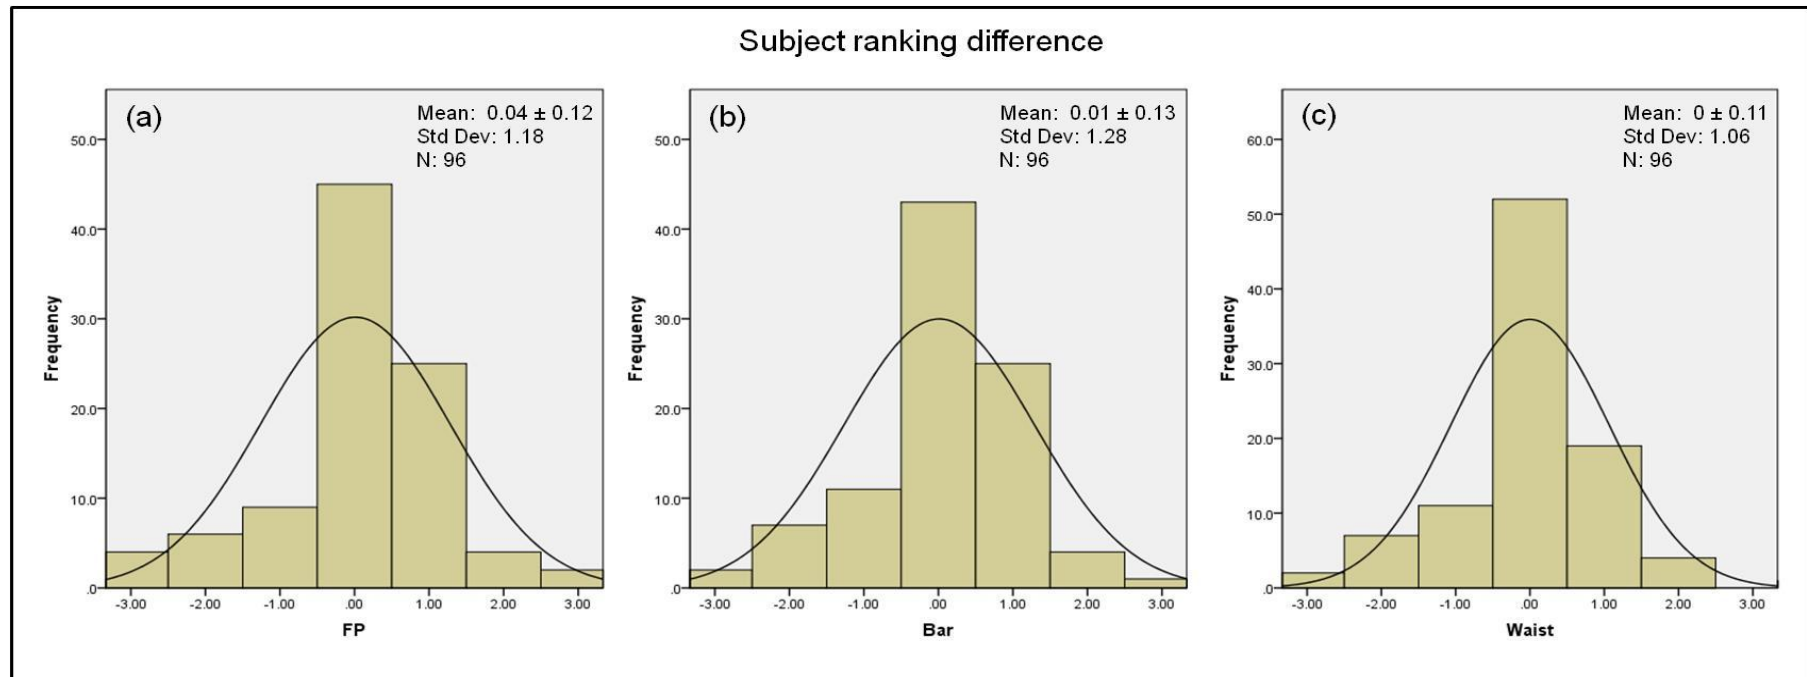 Subject ranking difference
(a)
Mean: 0.04 ± 0.12
Std Dev: 1.18
N: 96
50.0
40.0
30.0
20.0
10.0
.0
Frequency
-3.00 -2.00 -1.00 .00 1.00 2.00 3.00
FP
(b)
Mean: 0.01 ± 0.13
Std Dev: 1.28
N: 96
50.0
40.0
30.0
20.0
10.0
.0
Frequency
-3.00 -2.00 -1.00 .00 1.00 2.00 3.00
Bar
(c)
Mean: 0 ± 0.11
Std Dev: 1.06
N: 96
60.0
50.0
40.0
30.0
20.0
10.0
.0
Frequency
-3.00 -2.00 -1.00 .00 1.00 2.00 3.00
Waist